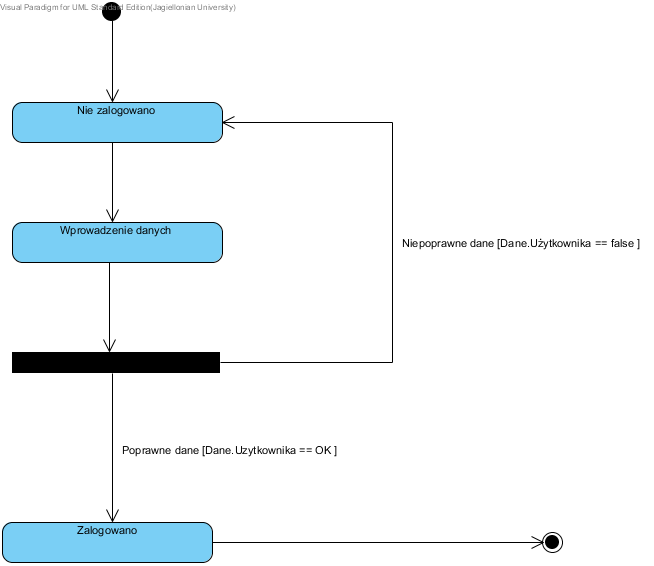 Visual Paradigm for UML Standard Edition(Jagiellonian University)
Nie zalogowano
Wprowadzenie danych
Niepoprawne dane [Dane.Użytkownika == false ]
Poprawne dane [Dane.Uzytkownika == OK ]
Zalogowano